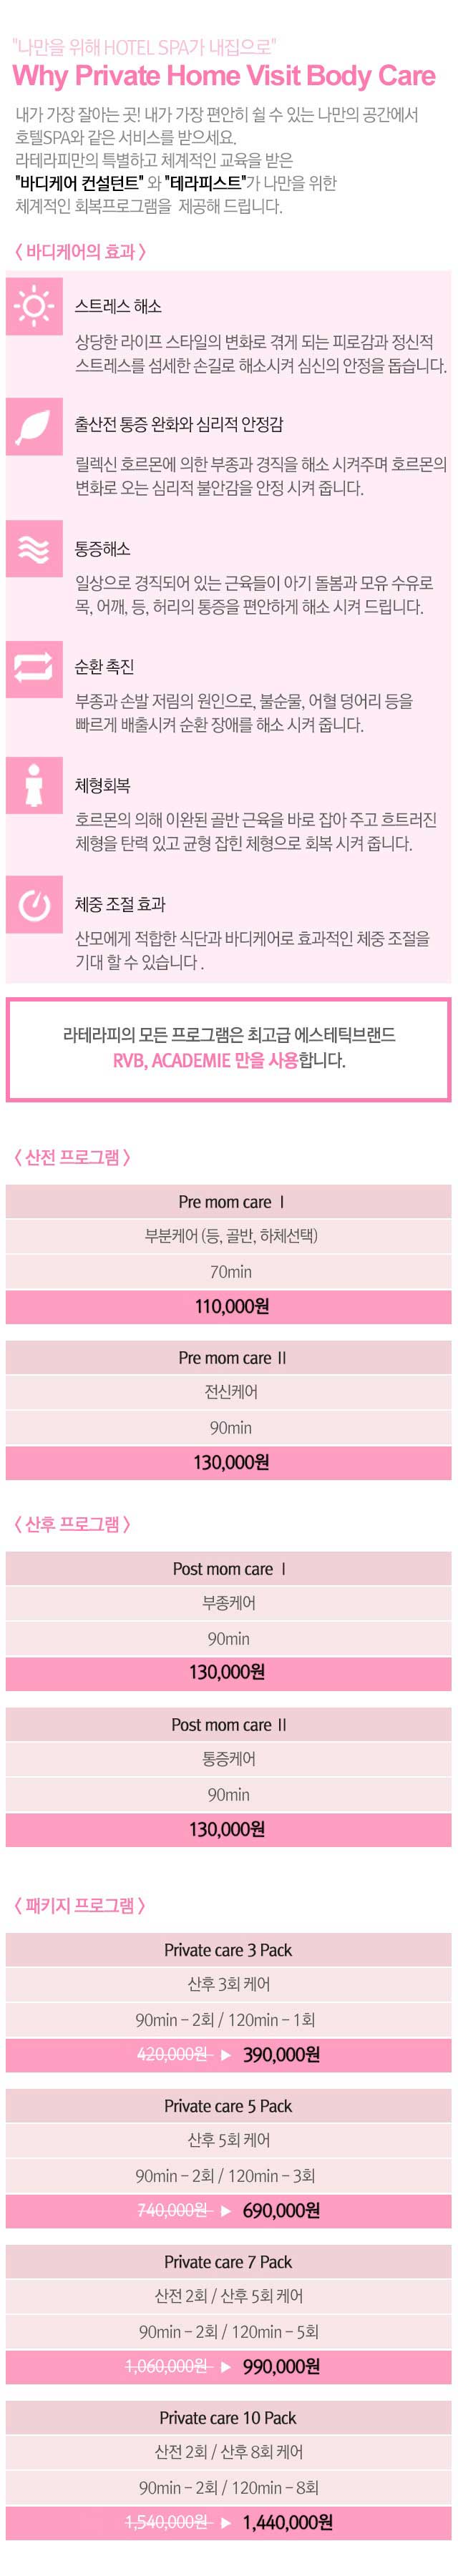 "나만을 위해 HOTEL SPA가 내집으로"
Why Private Home Visit Body Care
내가 가장 잘아는 곳! 내가 가장 편안히 쉴 수 있는 나만의 공간에서
호텔SPA와 같은 서비스를 받으세요.
라테라피만의 특별하고 체계적인 교육을 받은
"바디케어 컨설턴트" 와 "테라피스트"가 나만을 위한
체계적인 회복프로그램을 제공해 드립니다.
< 바디케어의 효과 >
스트레스 해소
상당한 라이프 스타일의 변화로 겪게 되는 피로감과 정신적
스트레스를 섬세한 손길로 해소시켜 심신의 안정을 돕습니다.
출산전 통증 완화와 심리적 안정감
릴렉신 호르몬에 의한 부종과 경직을 해소 시켜주며 호르몬의
변화로 오는 심리적 불안감을 안정 시켜 줍니다.
통증해소
일상으로 경직되어 있는 근육들이 아기 돌봄과 모유 수유로
목, 어깨, 등, 허리의 통증을 편안하게 해소 시켜 드립니다.
순환 촉진
부종과 손발 저림의 원인으로, 불순물, 어혈 덩어리 등을
빠르게 배출시켜 순환 장애를 해소 시켜 줍니다.
체형회복
호르몬의 의해 이완된 골반 근육을 바로 잡아 주고 흐트러진
체형을 탄력 있고 균형 잡힌 체형으로 회복 시켜 줍니다.
체중 조절 효과
산모에게 적합한 식단과 바디케어로 효과적인 체중 조절을
기대 할 수 있습니다 .
라테라피의 모든 프로그램은 최고급 에스테틱브랜드
RVB, ACADEMIE 만을 사용합니다.
< 산전 프로그램 >
Pre mom care Ⅰ
부분케어 (등, 골반, 하체선택)
70min
110,000원
Pre mom care Ⅱ
전신케어
90min
130,000원
< 산후 프로그램 >
Post mom care Ⅰ
부종케어
90min
130,000원
Post mom care Ⅱ
통증케어
90min
130,000원
< 패키지 프로그램 >
Private care 3 Pack
산후 3회 케어
90min - 2회 / 120min - 1회
420,000원 ▶ 390,000원
Private care 5 Pack
산후 5회 케어
90min - 2회 / 120min - 3회
740,000원 ▶ 690,000원
Private care 7 Pack
산전 2회 / 산후 5회 케어
90min - 2회 / 120min - 5회
1,060,000원 ▶ 990,000원
Private care 10 Pack
산전 2회 / 산후 8회 케어
90min - 2회 / 120min - 8회
1,540,000원 ▶ 1,440,000원